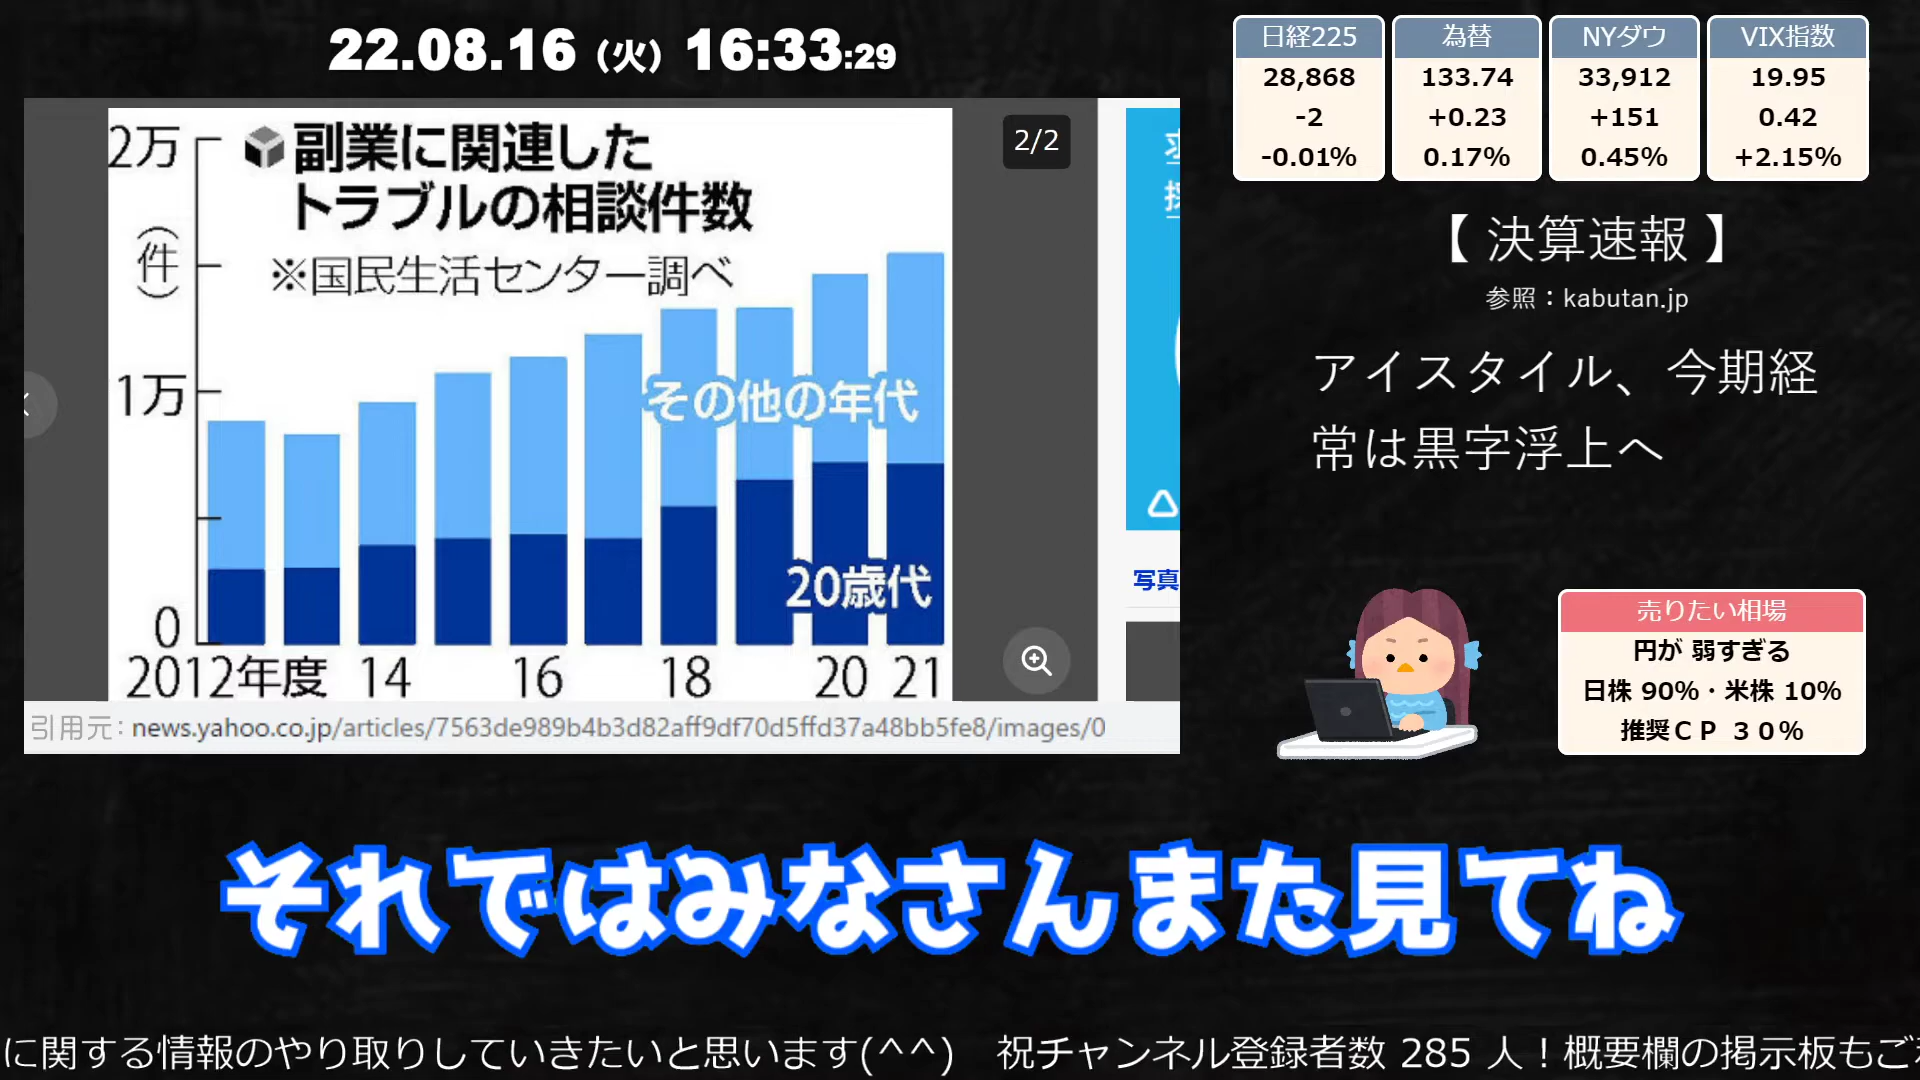 22.08.16（火）16:33:29
2/2
副業に関連した
トラブルの相談件数
※国民生活センター調べ
2万
（件）
1万
0
その他の年代
20歳代
2012年度 14 16 18 20 21
写真
引用元：news.yahoo.co.jp/articles/7563de989b4b3d82aff9df70d5ffd37a48bb5fe8/images/0
日経225
28,868
-2
-0.01%
為替
133.74
+0.23
0.17%
NYダウ
33,912
+151
0.45%
VIX指数
19.95
0.42
+2.15%
【 決算速報 】
参照：kabutan.jp
アイスタイル、今期経
常は黒字浮上へ
売りたい相場
円が 弱すぎる
日株 90%・米株 10%
推奨ＣＰ ３０％
それではみなさんまた見てね
に関する情報のやり取りしていきたいと思います(^^)　祝チャンネル登録者数 285 人！概要欄の掲示板もご